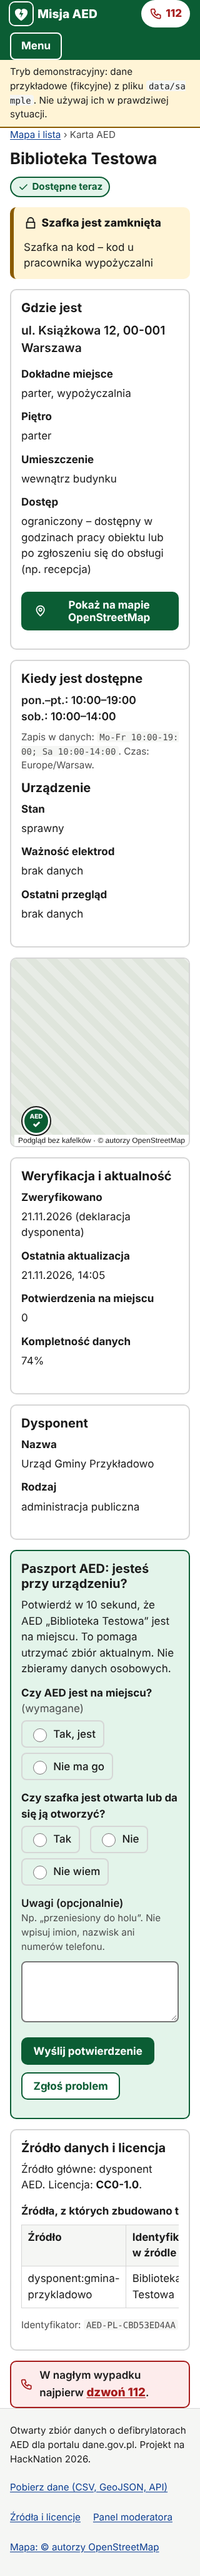 Misja AED
112
Menu
Tryb demonstracyjny: dane
przykładowe (fikcyjne) z pliku data/sa
mple. Nie używaj ich w prawdziwej
sytuacji.
Mapa i lista › Karta AED
Biblioteka Testowa
Dostępne teraz
Szafka jest zamknięta
Szafka na kod – kod u
pracownika wypożyczalni
Gdzie jest
ul. Książkowa 12, 00-001
Warszawa
Dokładne miejsce
parter, wypożyczalnia
Piętro
parter
Umieszczenie
wewnątrz budynku
Dostęp
ograniczony – dostępny w
godzinach pracy obiektu lub
po zgłoszeniu się do obsługi
(np. recepcja)
Pokaż na mapie
OpenStreetMap
Kiedy jest dostępne
pon.–pt.: 10:00–19:00
sob.: 10:00–14:00
Zapis w danych: Mo-Fr 10:00-19:
00; Sa 10:00-14:00. Czas:
Europe/Warsaw.
Urządzenie
Stan
sprawny
Ważność elektrod
brak danych
Ostatni przegląd
brak danych
AED
Podgląd bez kafelków · © autorzy OpenStreetMap
Weryfikacja i aktualność
Zweryfikowano
21.11.2026 (deklaracja
dysponenta)
Ostatnia aktualizacja
21.11.2026, 14:05
Potwierdzenia na miejscu
0
Kompletność danych
74%
Dysponent
Nazwa
Urząd Gminy Przykładowo
Rodzaj
administracja publiczna
Paszport AED: jesteś
przy urządzeniu?
Potwierdź w 10 sekund, że
AED „Biblioteka Testowa” jest
na miejscu. To pomaga
utrzymać zbiór aktualnym. Nie
zbieramy danych osobowych.
Czy AED jest na miejscu?
(wymagane)
Tak, jest
Nie ma go
Czy szafka jest otwarta lub da
się ją otworzyć?
Tak
Nie
Nie wiem
Uwagi (opcjonalnie)
Np. „przeniesiony do holu”. Nie
wpisuj imion, nazwisk ani
numerów telefonu.
Wyślij potwierdzenie
Zgłoś problem
Źródło danych i licencja
Źródło główne: dysponent
AED. Licencja: CC0-1.0.
Źródła, z których zbudowano t
Źródło Identyfik
w źródle
dysponent:gmina- Biblioteka
przykladowo Testowa
Identyfikator: AED-PL-CBD53ED4AA
W nagłym wypadku
najpierw dzwoń 112.
Otwarty zbiór danych o defibrylatorach
AED dla portalu dane.gov.pl. Projekt na
HackNation 2026.
Pobierz dane (CSV, GeoJSON, API)
Źródła i licencje Panel moderatora
Mapa: © autorzy OpenStreetMap